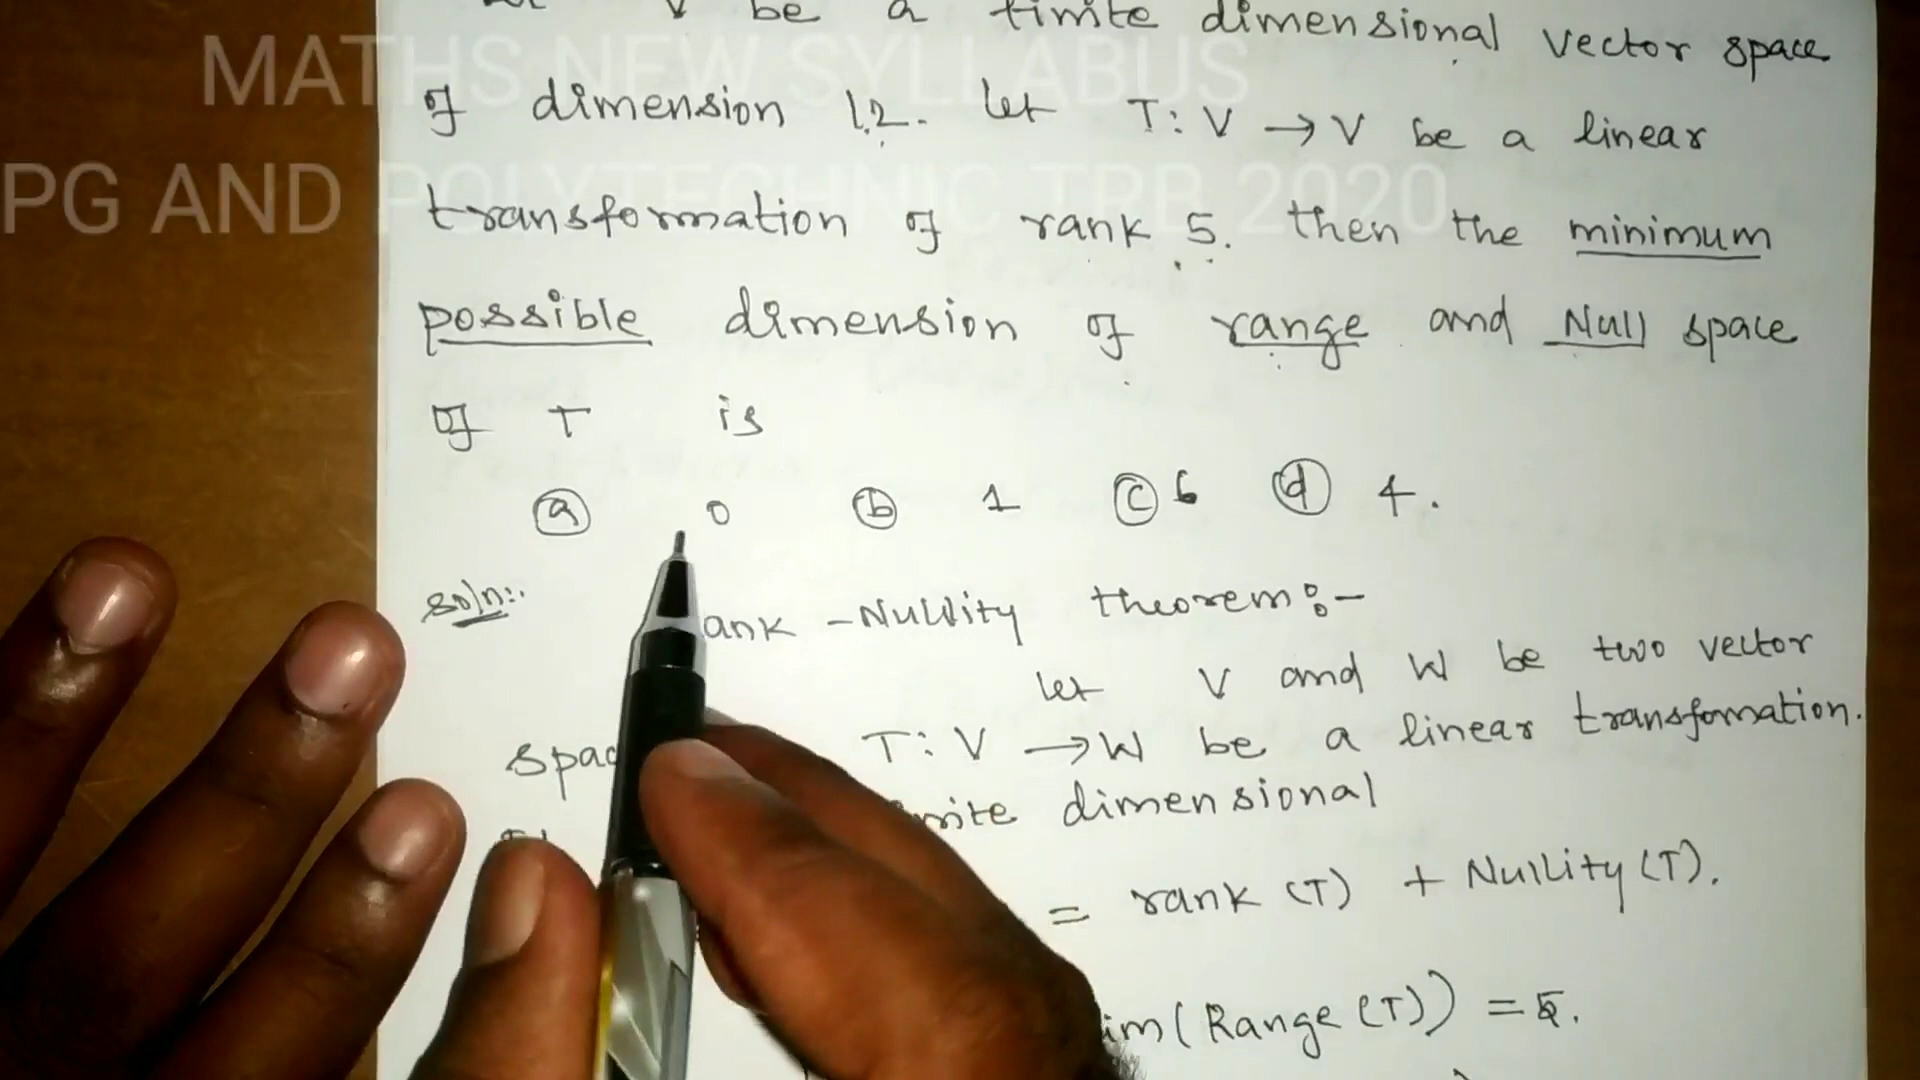 V be a finite dimensional vector space
MATHS NEW SYLLABUS
of dimension 12. let T: V → V be a linear
PG AND POLYTECHNIC TRB 2020
transformation of rank 5. then the minimum
possible dimension of range and Null space
of T is
ⓐ 0 ⓑ 1 ⓒ 6 ⓓ 4.
soln:. ank - Nullity theorem :-
let V and W be two vector
spac T: V → W be a linear transformation.
nite dimensional
= rank (T) + Nullity (T).
im (Range (T)) = 5.